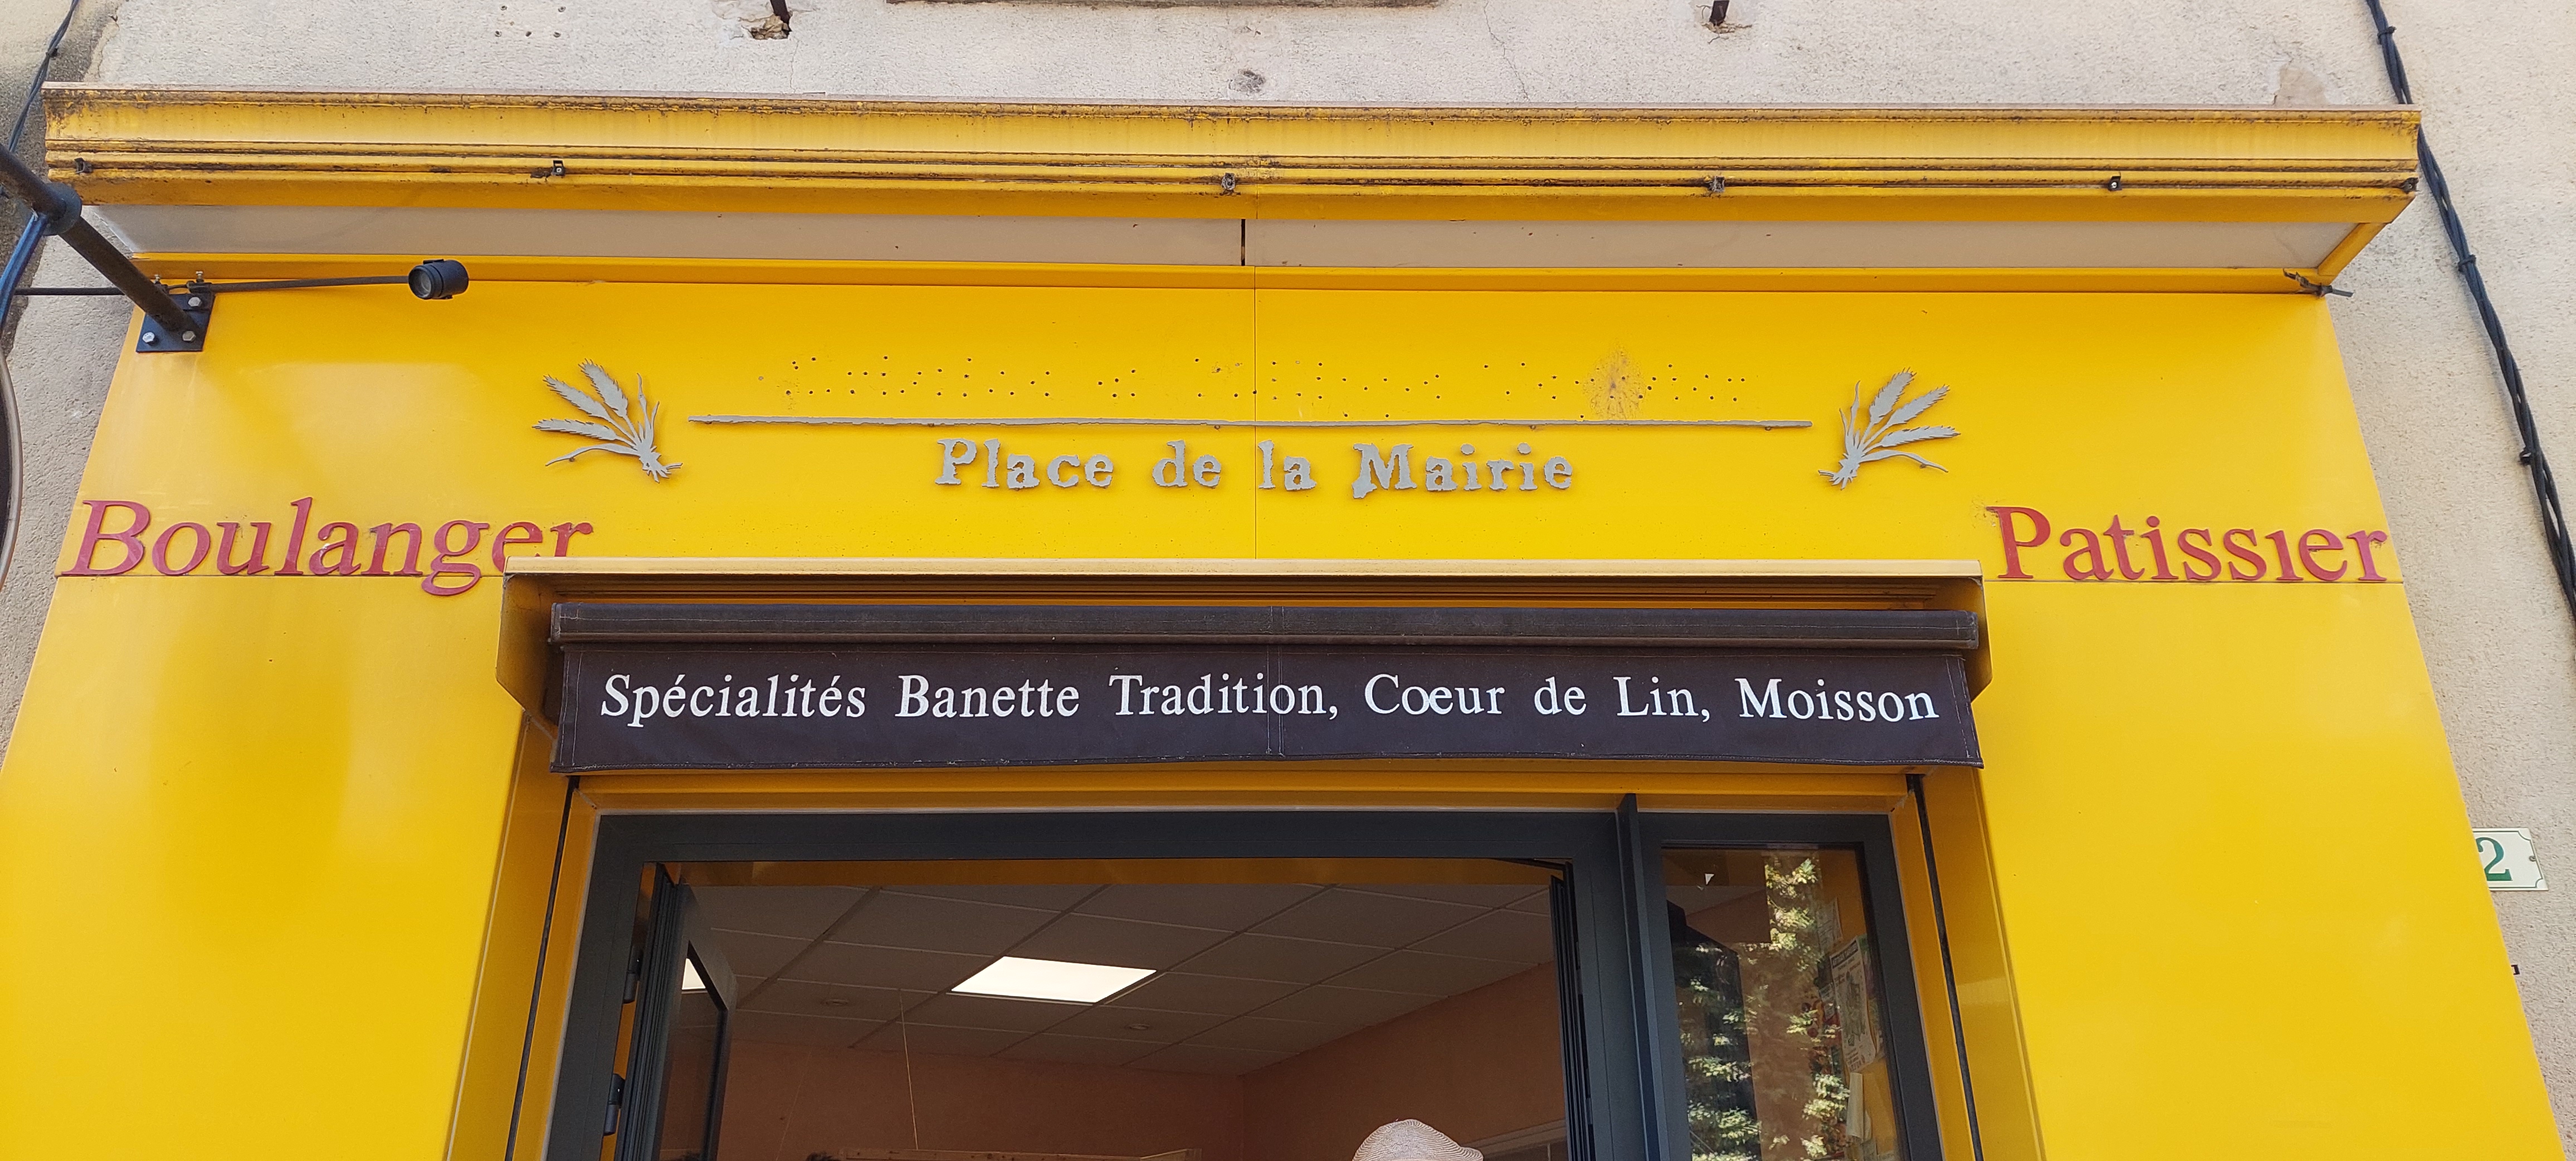 Place de la Mairie
Boulanger
Patissier
Spécialités Banette Tradition, Coeur de Lin, Moisson
2